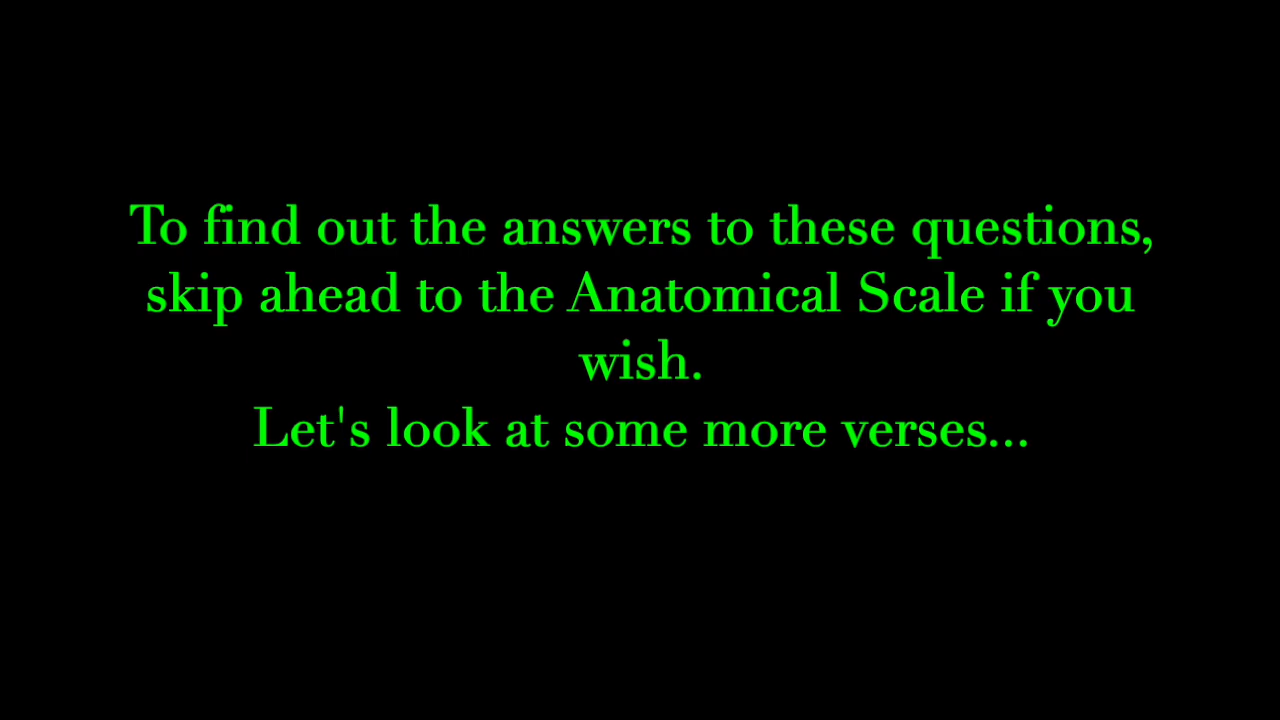 To find out the answers to these questions,
skip ahead to the Anatomical Scale if you
wish.
Let's look at some more verses...